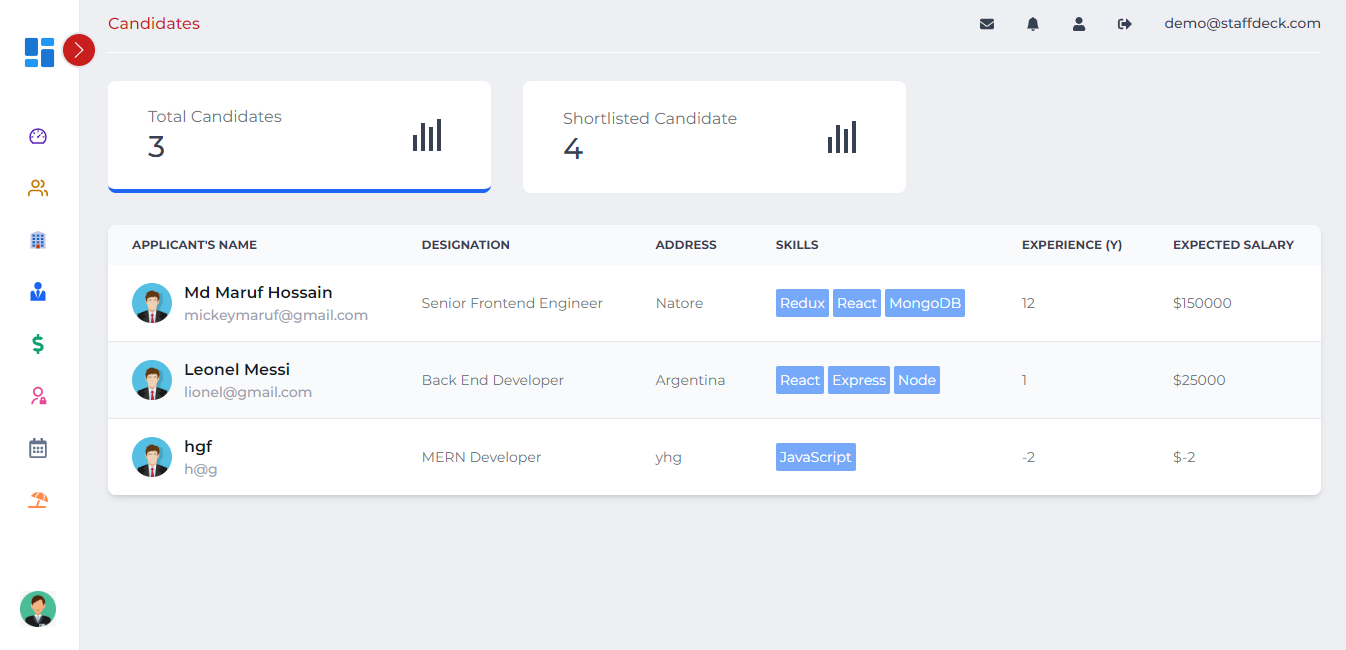 Candidates
demo@staffdeck.com
Total Candidates
3
Shortlisted Candidate
4
APPLICANT'S NAME DESIGNATION ADDRESS SKILLS EXPERIENCE (Y) EXPECTED SALARY
Md Maruf Hossain
mickeymaruf@gmail.com
Senior Frontend Engineer Natore Redux React MongoDB 12 $150000
Leonel Messi
lionel@gmail.com
Back End Developer Argentina React Express Node 1 $25000
hgf
h@g
MERN Developer yhg JavaScript -2 $-2